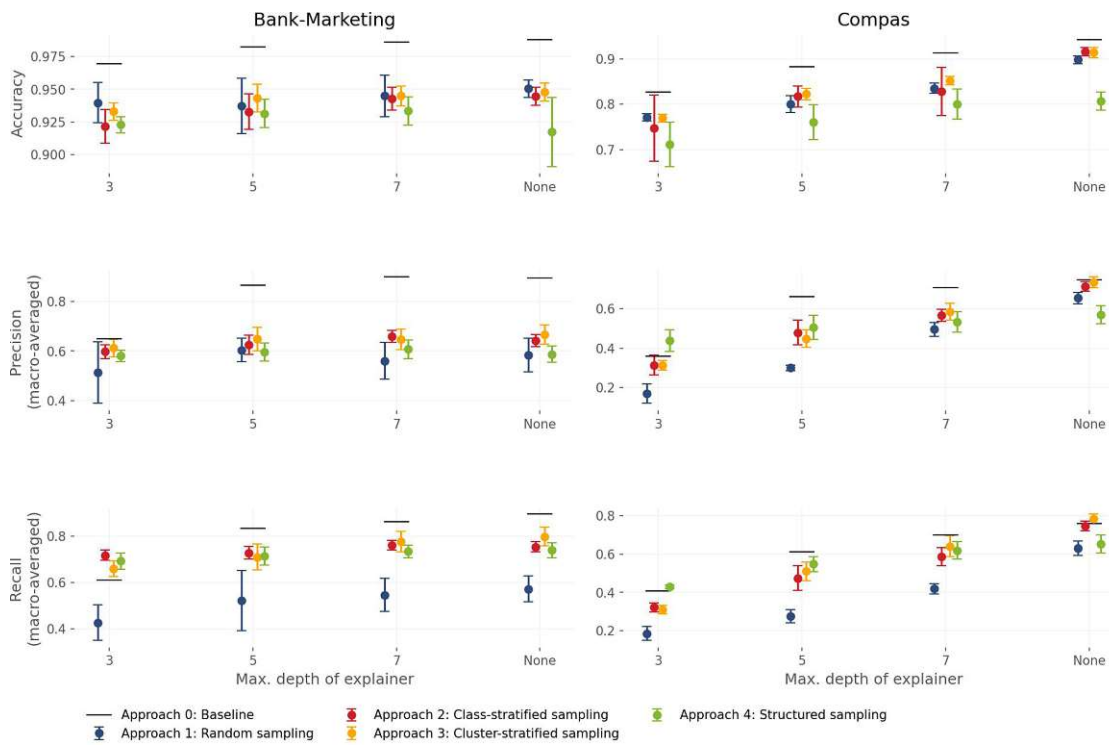 Bank-Marketing
Compas
Accuracy
0.975
0.950
0.925
0.900
3
5
7
None
0.9
0.8
0.7
3
5
7
None
Precision
(macro-averaged)
0.8
0.6
0.4
3
5
7
None
0.6
0.4
0.2
3
5
7
None
Recall
(macro-averaged)
0.8
0.6
0.4
3
5
7
None
Max. depth of explainer
0.8
0.6
0.4
0.2
3
5
7
None
Max. depth of explainer
Approach 0: Baseline
Approach 1: Random sampling
Approach 2: Class-stratified sampling
Approach 3: Cluster-stratified sampling
Approach 4: Structured sampling